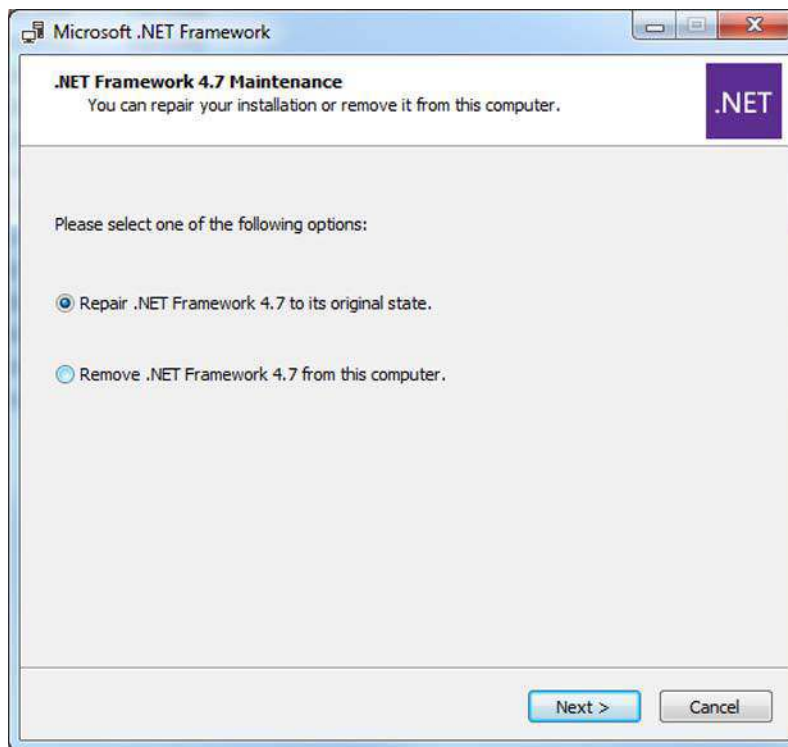 Microsoft .NET Framework
.NET Framework 4.7 Maintenance
You can repair your installation or remove it from this computer.
.NET
Please select one of the following options:
Repair .NET Framework 4.7 to its original state.
Remove .NET Framework 4.7 from this computer.
Next >
Cancel